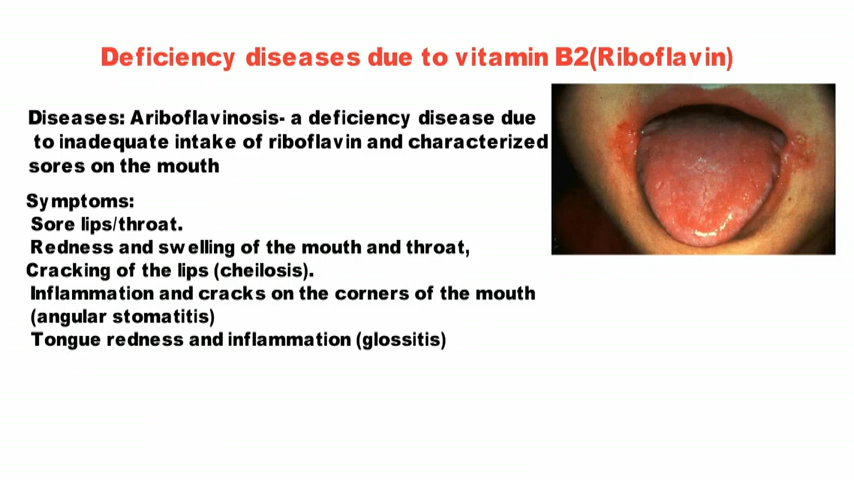 Deficiency diseases due to vitamin B2(Riboflavin)
Diseases: Ariboflavinosis- a deficiency disease due
to inadequate intake of riboflavin and characterized
sores on the mouth
Symptoms:
Sore lips/throat.
Redness and swelling of the mouth and throat,
Cracking of the lips (cheilosis).
Inflammation and cracks on the corners of the mouth
(angular stomatitis)
Tongue redness and inflammation (glossitis)